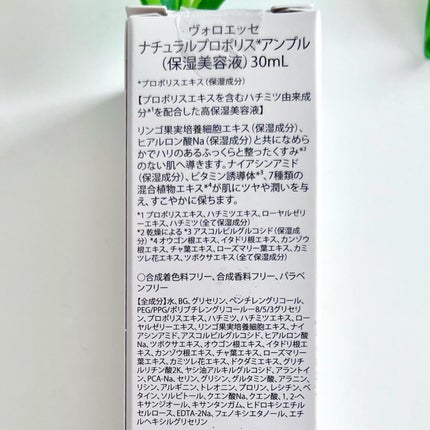 ヴォロエッセ
ナチュラルプロポリス*アンプル
(保湿美容液)30mL
*プロポリスエキス(保湿成分)
【プロポリスエキスを含むハチミツ由来成
分*1を配合した高保湿美容液】
リンゴ果実培養細胞エキス(保湿成分)、
ヒアルロン酸Na(保湿成分)と共になめら
かでハリのあるふっくらと整ったくすみ*2
のない肌へ導きます。ナイアシンアミド
(保湿成分)、ビタミン誘導体*3、7種類の
混合植物エキス*4が肌にツヤや潤いを与
え、すこやかに保ちます。
*1 プロポリスエキス、ハチミツエキス、ローヤルゼリ
ーエキス、ハチミツ(全て保湿成分)
*2 乾燥による *3 アスコルビルグルコシド(保湿成
分)*4 オウゴン根エキス、イタドリ根エキス、カンゾウ
根エキス、チャ葉エキス、ローズマリー葉エキス、カミ
ツレ花エキス、ツボクサエキス(全て保湿成分)
○合成着色料フリー、合成香料フリー、パラベ
ンフリー
【全成分】水、BG、グリセリン、ペンチレングリコール、
PEG/PPG/ポリブチレングリコール-8/5/3グリセリ
ン、プロポリスエキス、ハチミツ、ハチミツエキス、ロー
ヤルゼリーエキス、リンゴ果実培養細胞エキス、ナイ
アシンアミド、アスコルビルグルコシド、ヒアルロン酸
Na、ツボクサエキス、オウゴン根エキス、イタドリ根エ
キス、カンゾウ根エキス、チャ葉エキス、ローズマリー
葉エキス、カミツレ花エキス、ドクダミエキス、グリチ
ルリチン酸2K、ヤシ油アルキルグルコシド、アラントイ
ン、PCA-Na、セリン、グリシン、グルタミン酸、アラニン、
リシン、アルギニン、トレオニン、プロリン、レシチン、ベ
タイン、ソルビトール、クエン酸Na、クエン酸、1,2-ヘ
キサンジオール、キサンタンガム、ヒドロキシエチル
セルロース、EDTA-2Na、フェノキシエタノール、エチ
ルヘキシルグリセリン